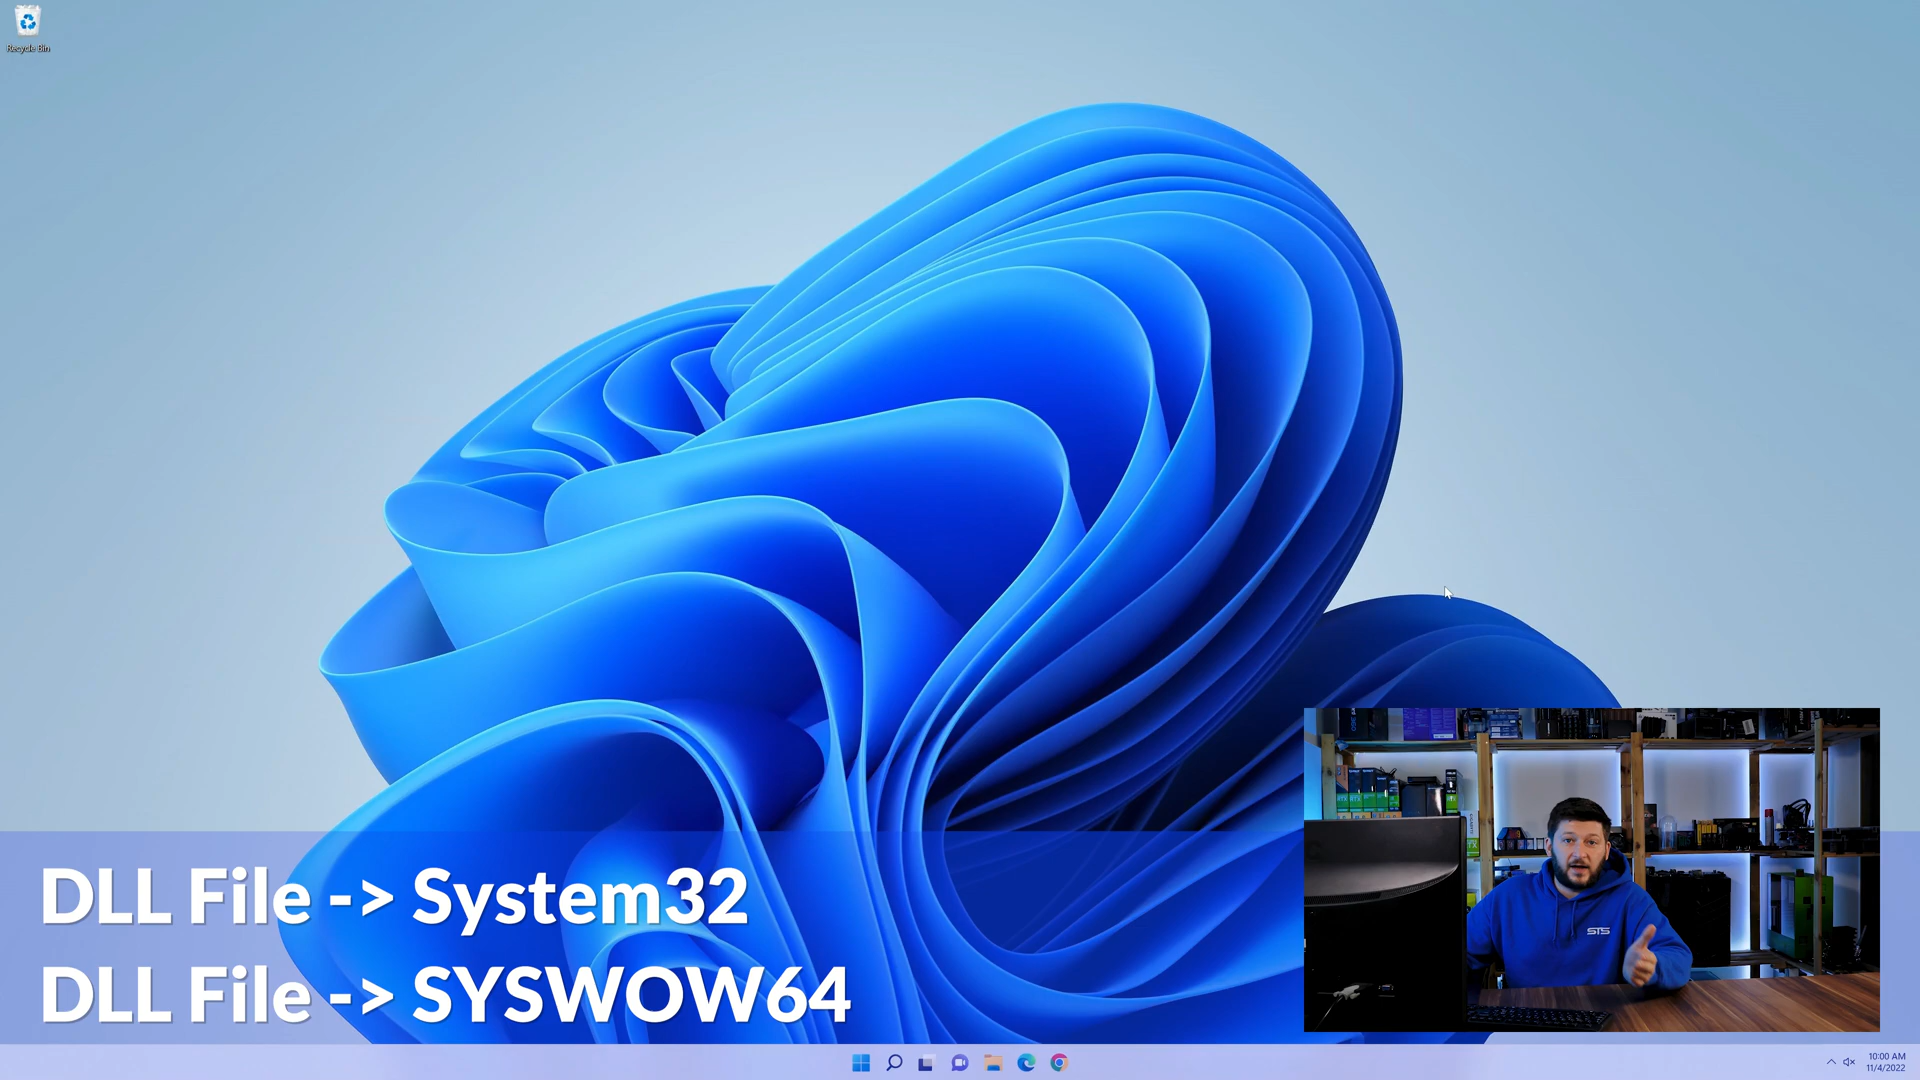 Recycle Bin
DLL File -> System32
DLL File -> SYSWOW64
STS
10:00 AM
11/4/2022